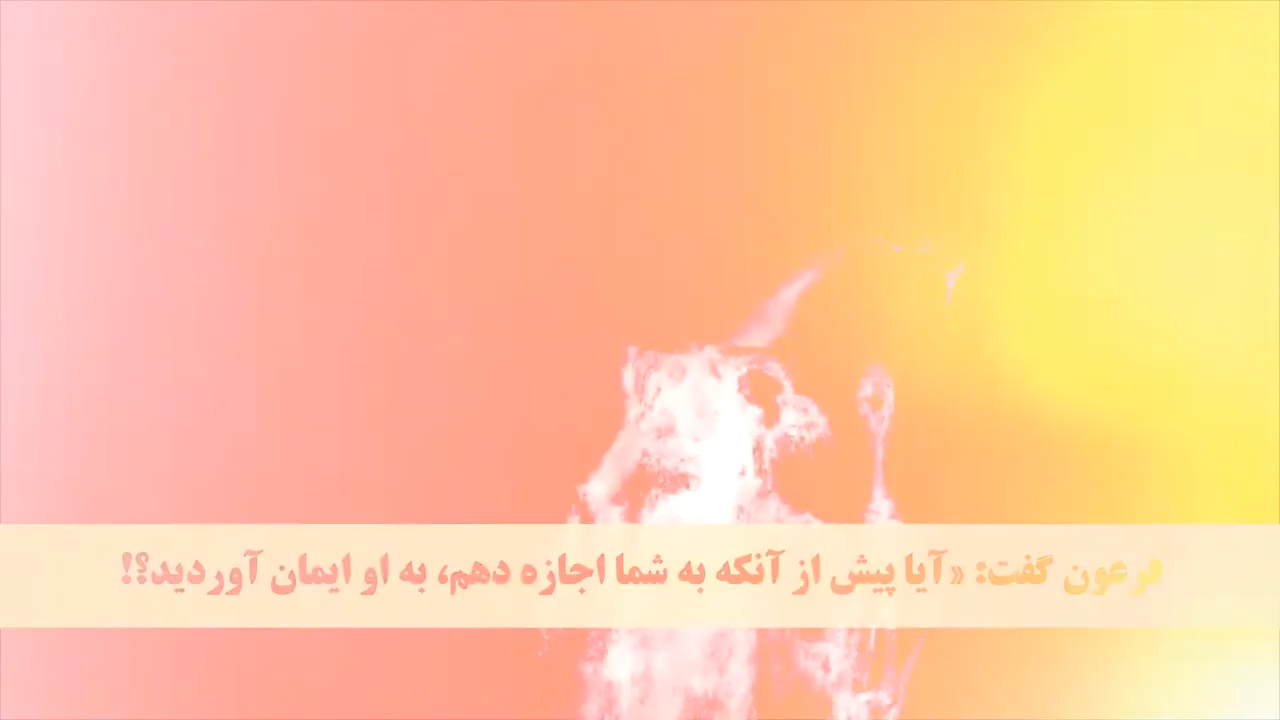 فرعون گفت: «آیا پیش از آنکه به شما اجازه دهم، به او ایمان آوردید؟!